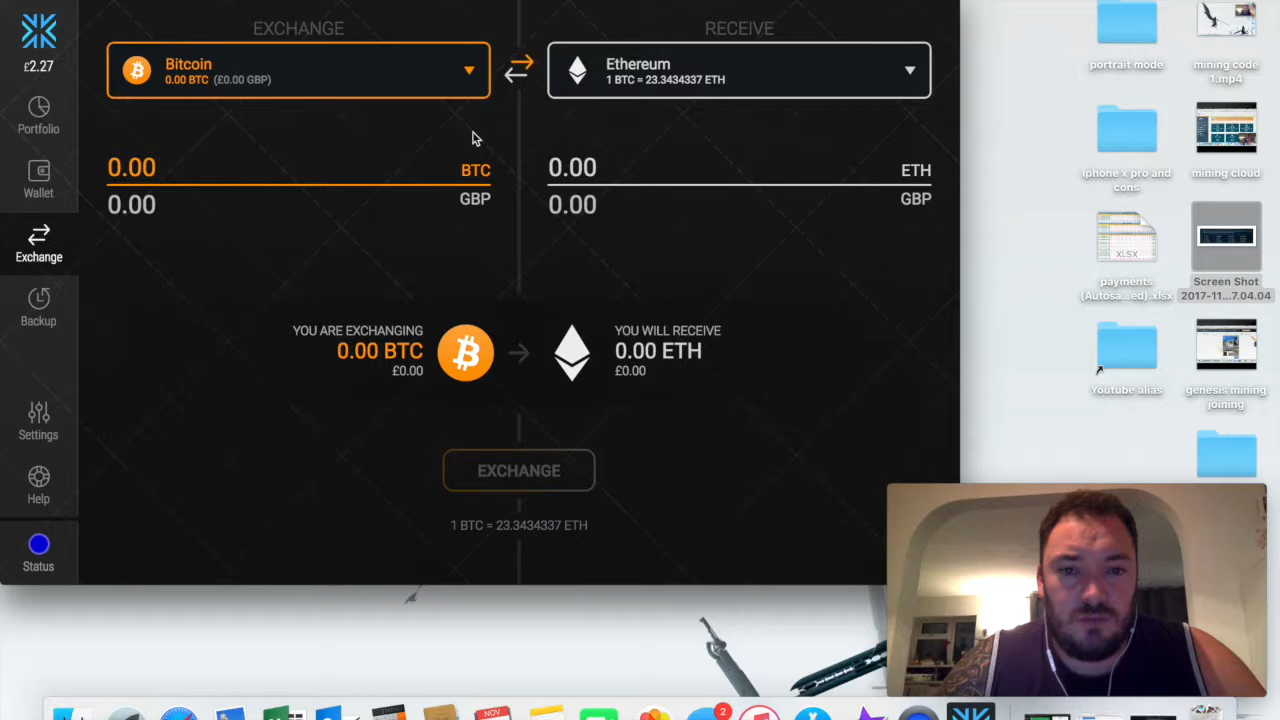 £2.27
Portfolio
Wallet
Exchange
Backup
Settings
Help
Status
EXCHANGE
Bitcoin
0.00 BTC (£0.00 GBP)
RECEIVE
Ethereum
1 BTC = 23.3434337 ETH
0.00 BTC
0.00 GBP
0.00 ETH
0.00 GBP
YOU ARE EXCHANGING
0.00 BTC
£0.00
YOU WILL RECEIVE
0.00 ETH
£0.00
EXCHANGE
1 BTC = 23.3434337 ETH
portrait mode
mining code
1.mp4
iphone x pro and
cons
mining cloud
XLSX
payments
(Autosa...ed).xlsx
Screen Shot
2017-11...7.04.04
Youtube alias
genesis mining
joining
NOV
2